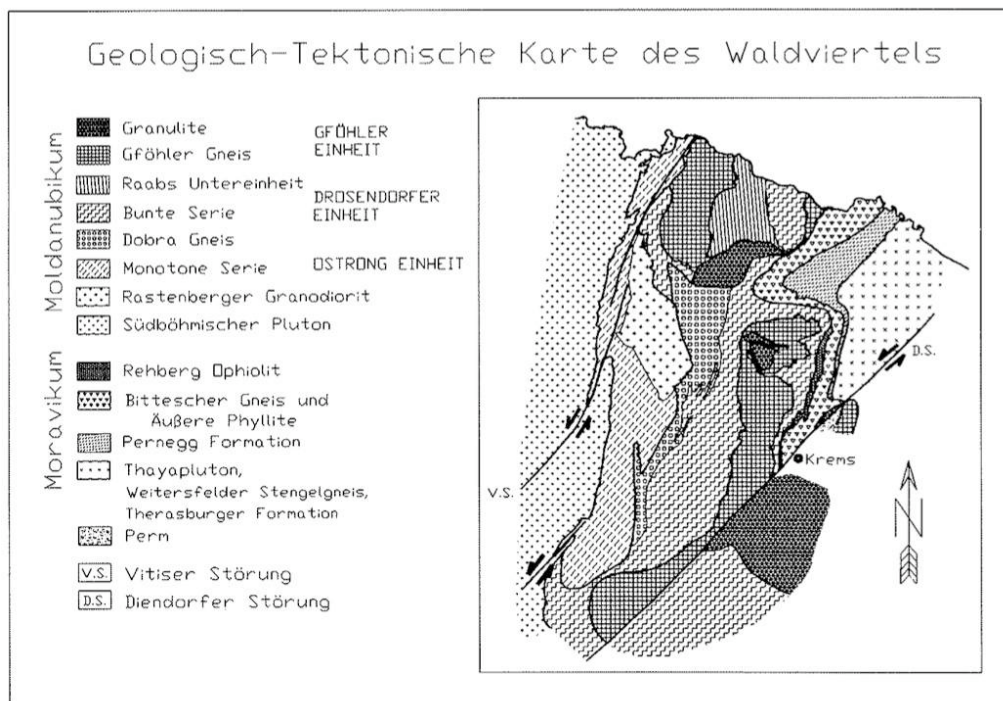 Geologisch-Tektonische Karte des Waldviertels
Moldanubikum
Granulite
Gföhler Gneis
GFÖHLER
EINHEIT
Raabs Untereinheit
Bunte Serie
Dobra Gneis
DROSENDORFER
EINHEIT
Monotone Serie
OSTRONG EINHEIT
Rastenberger Granodiorit
Südböhmischer Pluton
Moravikum
Rehberg Ophiolit
Bittescher Gneis und
Äußere Phyllite
Pernegg Formation
Thayapluton,
Weitersfelder Stengelgneis,
Therasburger Formation
Perm
V.S. Vitiser Störung
D.S. Diendorfer Störung
D.S.
Krems
V.S.
N